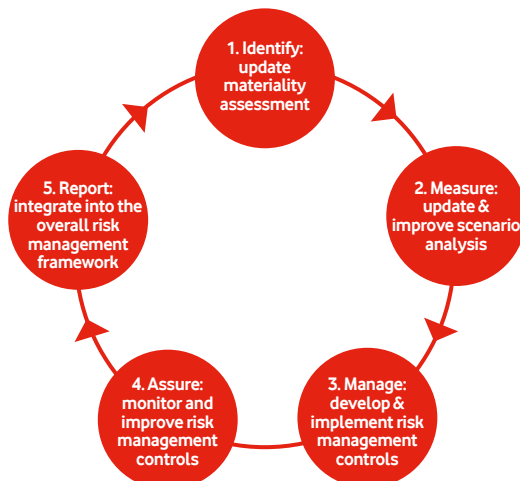 1. Identify:
update
materiality
assessment
2. Measure:
update &
improve scenario
analysis
3. Manage:
develop &
implement risk
management
controls
4. Assure:
monitor and
improve risk
management
controls
5. Report:
integrate into the
overall risk
management
framework